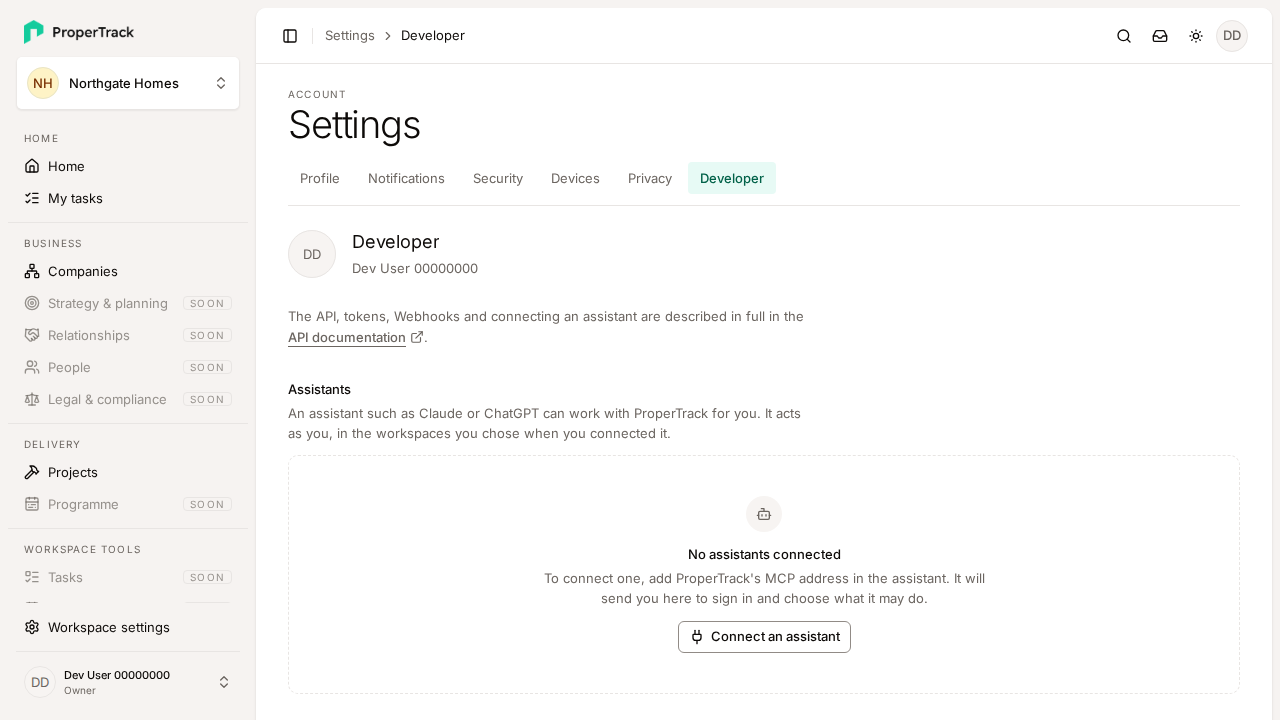 ProperTrack
NH
Northgate Homes
HOME
Home
My tasks
BUSINESS
Companies
Strategy & planning SOON
Relationships SOON
People SOON
Legal & compliance SOON
DELIVERY
Projects
Programme SOON
WORKSPACE TOOLS
Tasks SOON
Workspace settings
DD
Dev User 00000000
Owner
Settings > Developer
DD
ACCOUNT
Settings
Profile Notifications Security Devices Privacy Developer
DD
Developer
Dev User 00000000
The API, tokens, Webhooks and connecting an assistant are described in full in the
API documentation .
Assistants
An assistant such as Claude or ChatGPT can work with ProperTrack for you. It acts
as you, in the workspaces you chose when you connected it.
No assistants connected
To connect one, add ProperTrack's MCP address in the assistant. It will
send you here to sign in and choose what it may do.
Connect an assistant